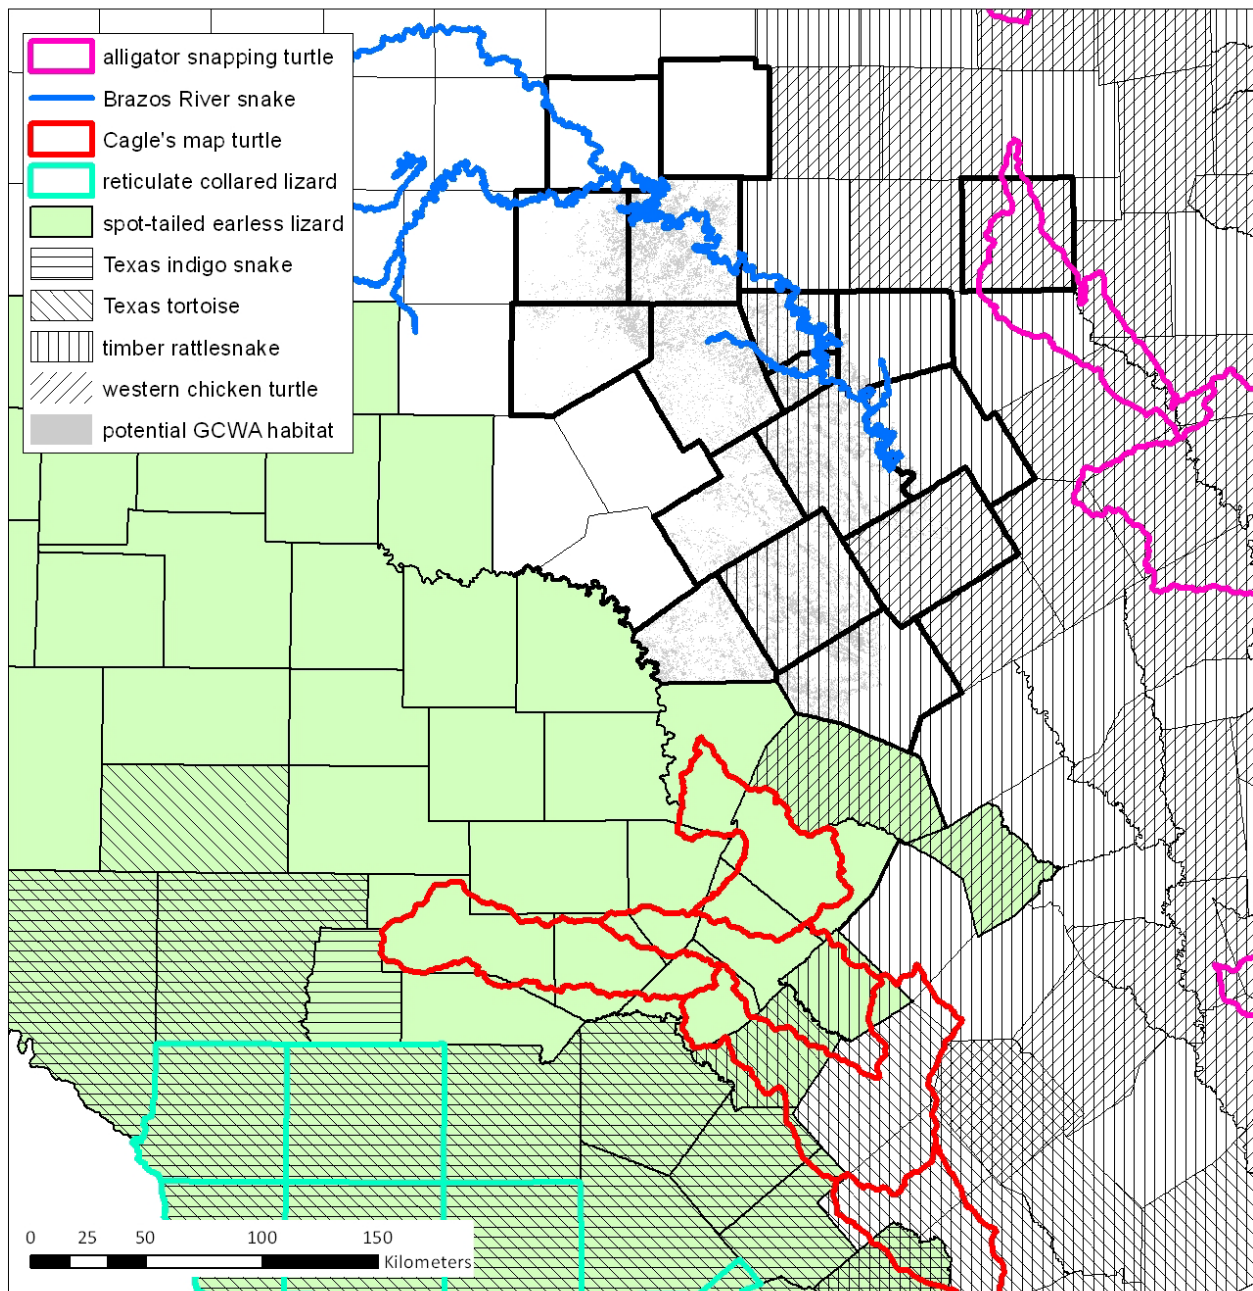 alligator snapping turtle
Brazos River snake
Cagle's map turtle
reticulate collared lizard
spot-tailed earless lizard
Texas indigo snake
Texas tortoise
timber rattlesnake
western chicken turtle
potential GCWA habitat
0 25 50 100 150
Kilometers